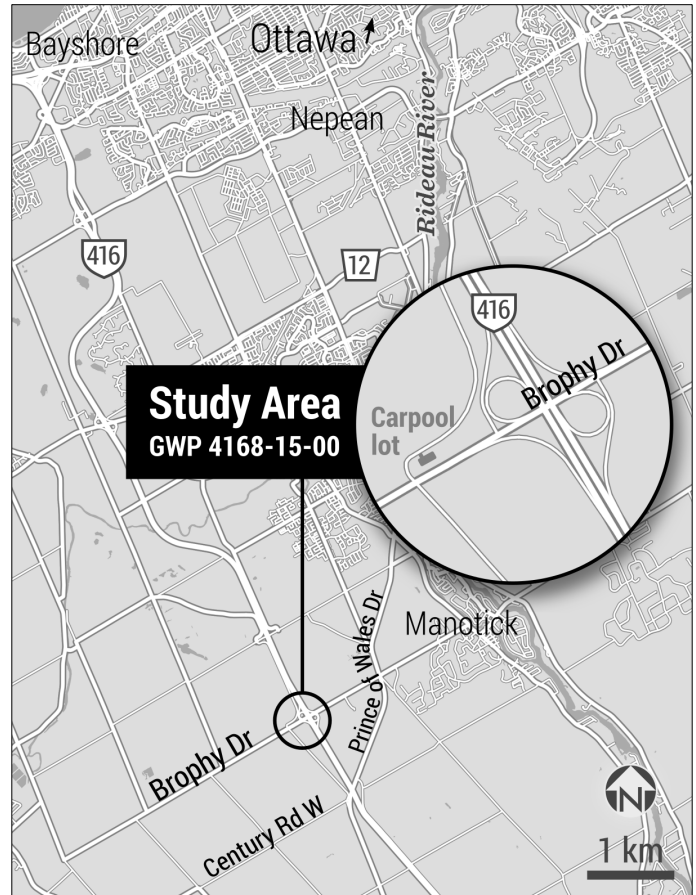 Bayshore
Ottawa
Nepean
Rideau River
416
12
416
Brophy Dr
Study Area
GWP 4168-15-00
Carpool
lot
Prince of Wales Dr
Manotick
Brophy Dr
Century Rd W
N
1 km